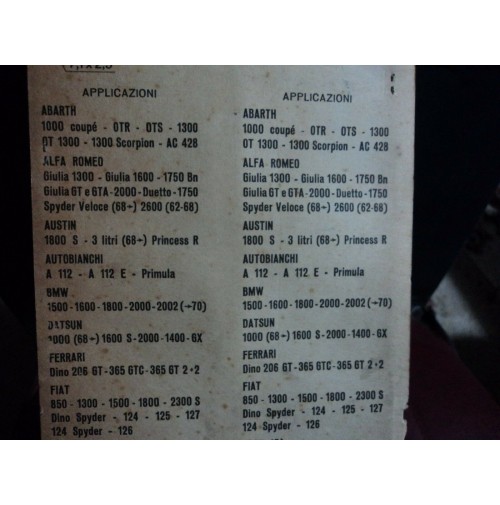 7,1x2,5
APPLICAZIONI
ABARTH
1000 coupé - OTR - OTS - 1300
OT 1300 - 1300 Scorpion - AC 428
ALFA ROMEO
Giulia 1300 - Giulia 1600 - 1750 Bn
Giulia GT e GTA - 2000 - Duetto - 1750
Spyder Veloce (68→) 2600 (62-68)
AUSTIN
1800 S - 3 litri (68→) Princess R
AUTOBIANCHI
A 112 - A 112 E - Primula
BMW
1500 - 1600 - 1800 - 2000 - 2002 (→70)
DATSUN
1000 (68→) 1600 S - 2000 - 1400 - GX
FERRARI
Dino 206 GT - 365 GTC - 365 GT 2+2
FIAT
850 - 1300 - 1500 - 1800 - 2300 S
Dino Spyder - 124 - 125 - 127
124 Spyder - 126
APPLICAZIONI
ABARTH
1000 coupé - OTR - OTS - 1300
OT 1300 - 1300 Scorpion - AC 428
ALFA ROMEO
Giulia 1300 - Giulia 1600 - 1750 Bn
Giulia GT e GTA - 2000 - Duetto - 1750
Spyder Veloce (68→) 2600 (62-68)
AUSTIN
1800 S - 3 litri (68→) Princess R
AUTOBIANCHI
A 112 - A 112 E - Primula
BMW
1500 - 1600 - 1800 - 2000 - 2002 (→70)
DATSUN
1000 (68→) 1600 S - 2000 - 1400 - GX
FERRARI
Dino 206 GT - 365 GTC - 365 GT 2+2
FIAT
850 - 1300 - 1500 - 1800 - 2300 S
Dino Spyder - 124 - 125 - 127
124 Spyder - 126